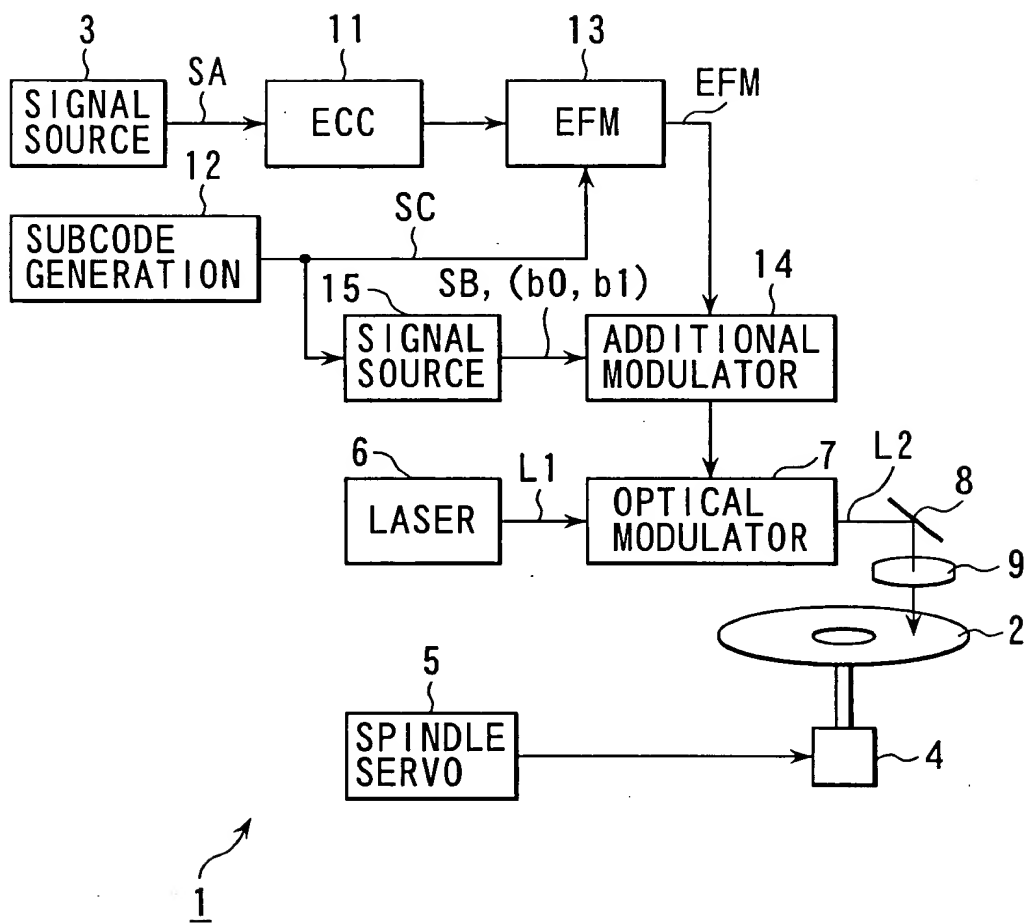 3
11
13
SA
EFM
SIGNAL
SOURCE
ECC
EFM
12
SC
SUBCODE
GENERATION
15
SB, (b0, b1)
14
SIGNAL
SOURCE
ADDITIONAL
MODULATOR
6
L1
7
L2
8
LASER
OPTICAL
MODULATOR
9
2
5
SPINDLE
SERVO
4
1